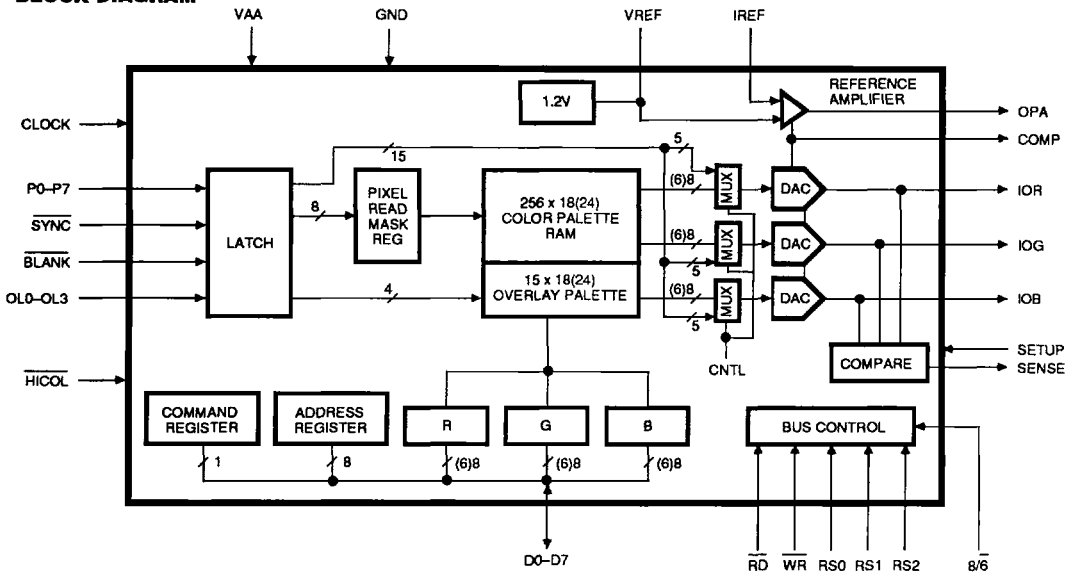 BLOCK DIAGRAM
VAA
GND
VREF
IREF
1.2V
REFERENCE
AMPLIFIER
OPA
COMP
CLOCK
15
5
P0–P7
8
PIXEL
READ
MASK
REG
256 x 18(24)
COLOR PALETTE
RAM
(6)8
MUX
DAC
IOR
SYNC
LATCH
(6)8
5
MUX
DAC
IOG
BLANK
OL0–OL3
4
15 x 18(24)
OVERLAY PALETTE
(6)8
5
MUX
DAC
IOB
SETUP
SENSE
COMPARE
CNTL
HICOL
COMMAND
REGISTER
ADDRESS
REGISTER
R
G
B
BUS CONTROL
1
8
(6)8
(6)8
(6)8
D0–D7
RD
WR
RS0
RS1
RS2
8/6